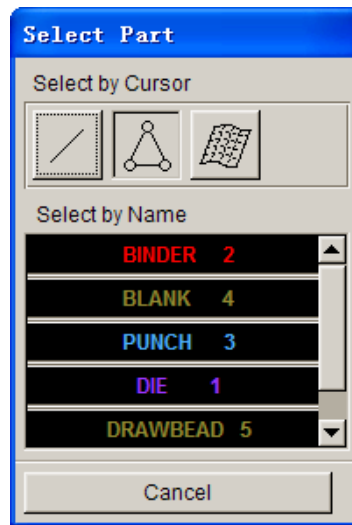 Select Part
Select by Cursor
Select by Name
BINDER 2
BLANK 4
PUNCH 3
DIE 1
DRAWBEAD 5
Cancel